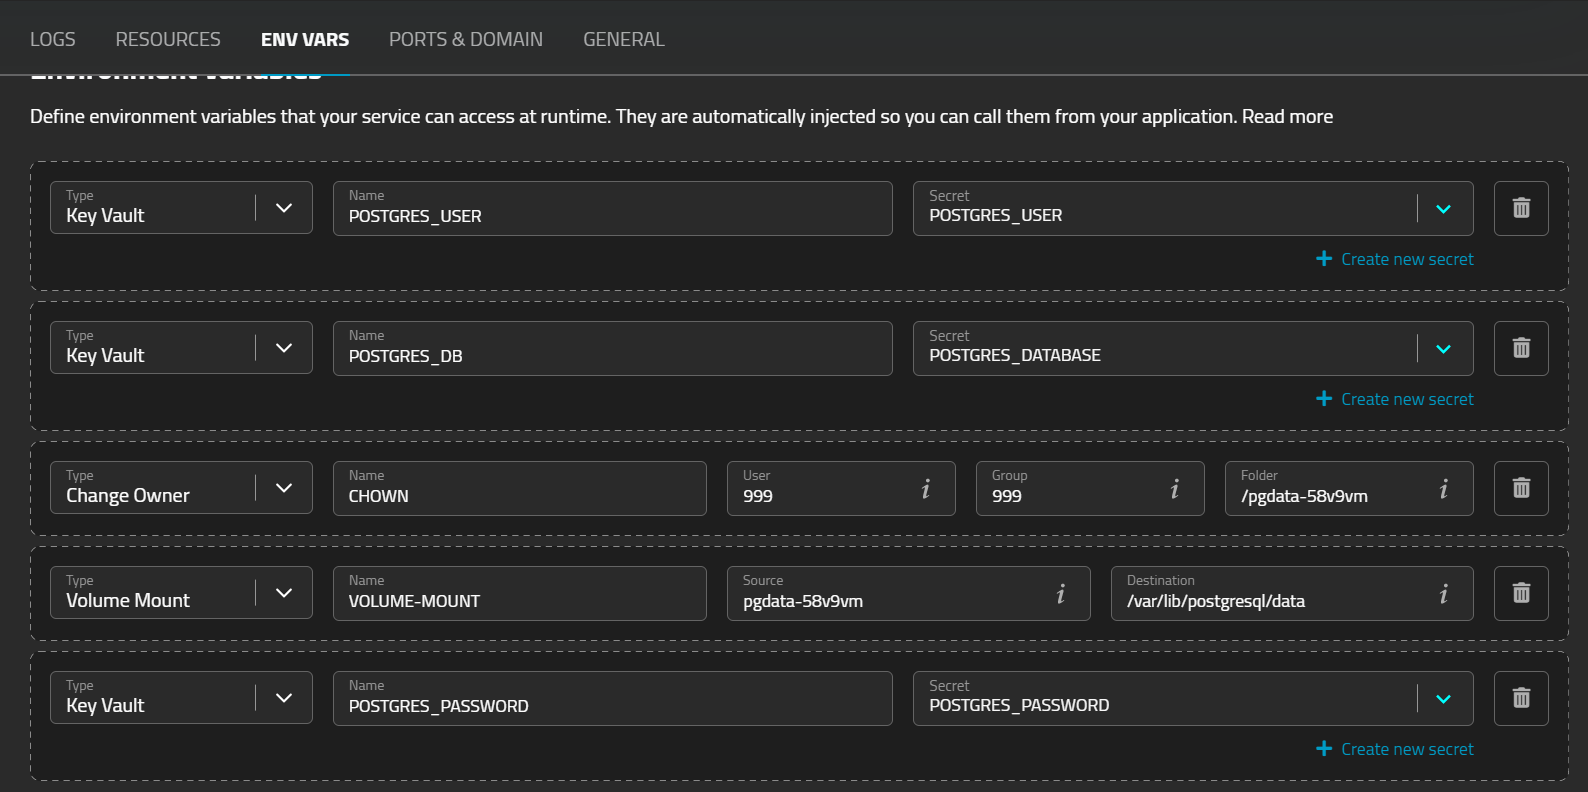 LOGS RESOURCES ENV VARS PORTS & DOMAIN GENERAL
Environment variables
Define environment variables that your service can access at runtime. They are automatically injected so you can call them from your application. Read more
Type Name Secret
Key Vault POSTGRES_USER POSTGRES_USER
+ Create new secret
Type Name Secret
Key Vault POSTGRES_DB POSTGRES_DATABASE
+ Create new secret
Type Name User Group Folder
Change Owner CHOWN 999 i 999 i /pgdata-58v9vm i
Type Name Source Destination
Volume Mount VOLUME-MOUNT pgdata-58v9vm i /var/lib/postgresql/data i
Type Name Secret
Key Vault POSTGRES_PASSWORD POSTGRES_PASSWORD
+ Create new secret